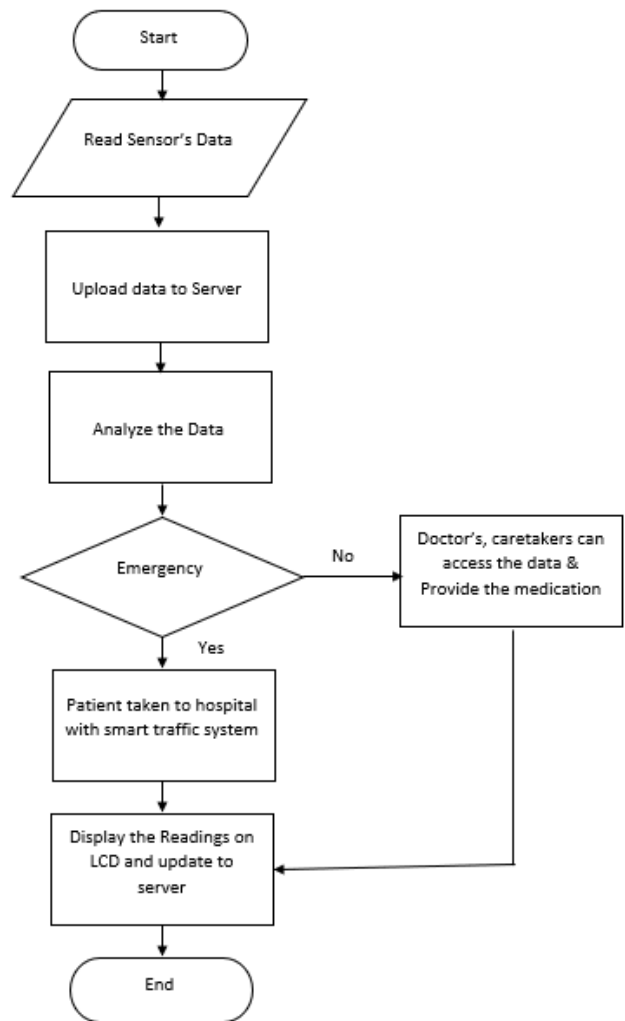 Start
Read Sensor's Data
Upload data to Server
Analyze the Data
Emergency
No
Doctor's, caretakers can
access the data &
Provide the medication
Yes
Patient taken to hospital
with smart traffic system
Display the Readings on
LCD and update to
server
End